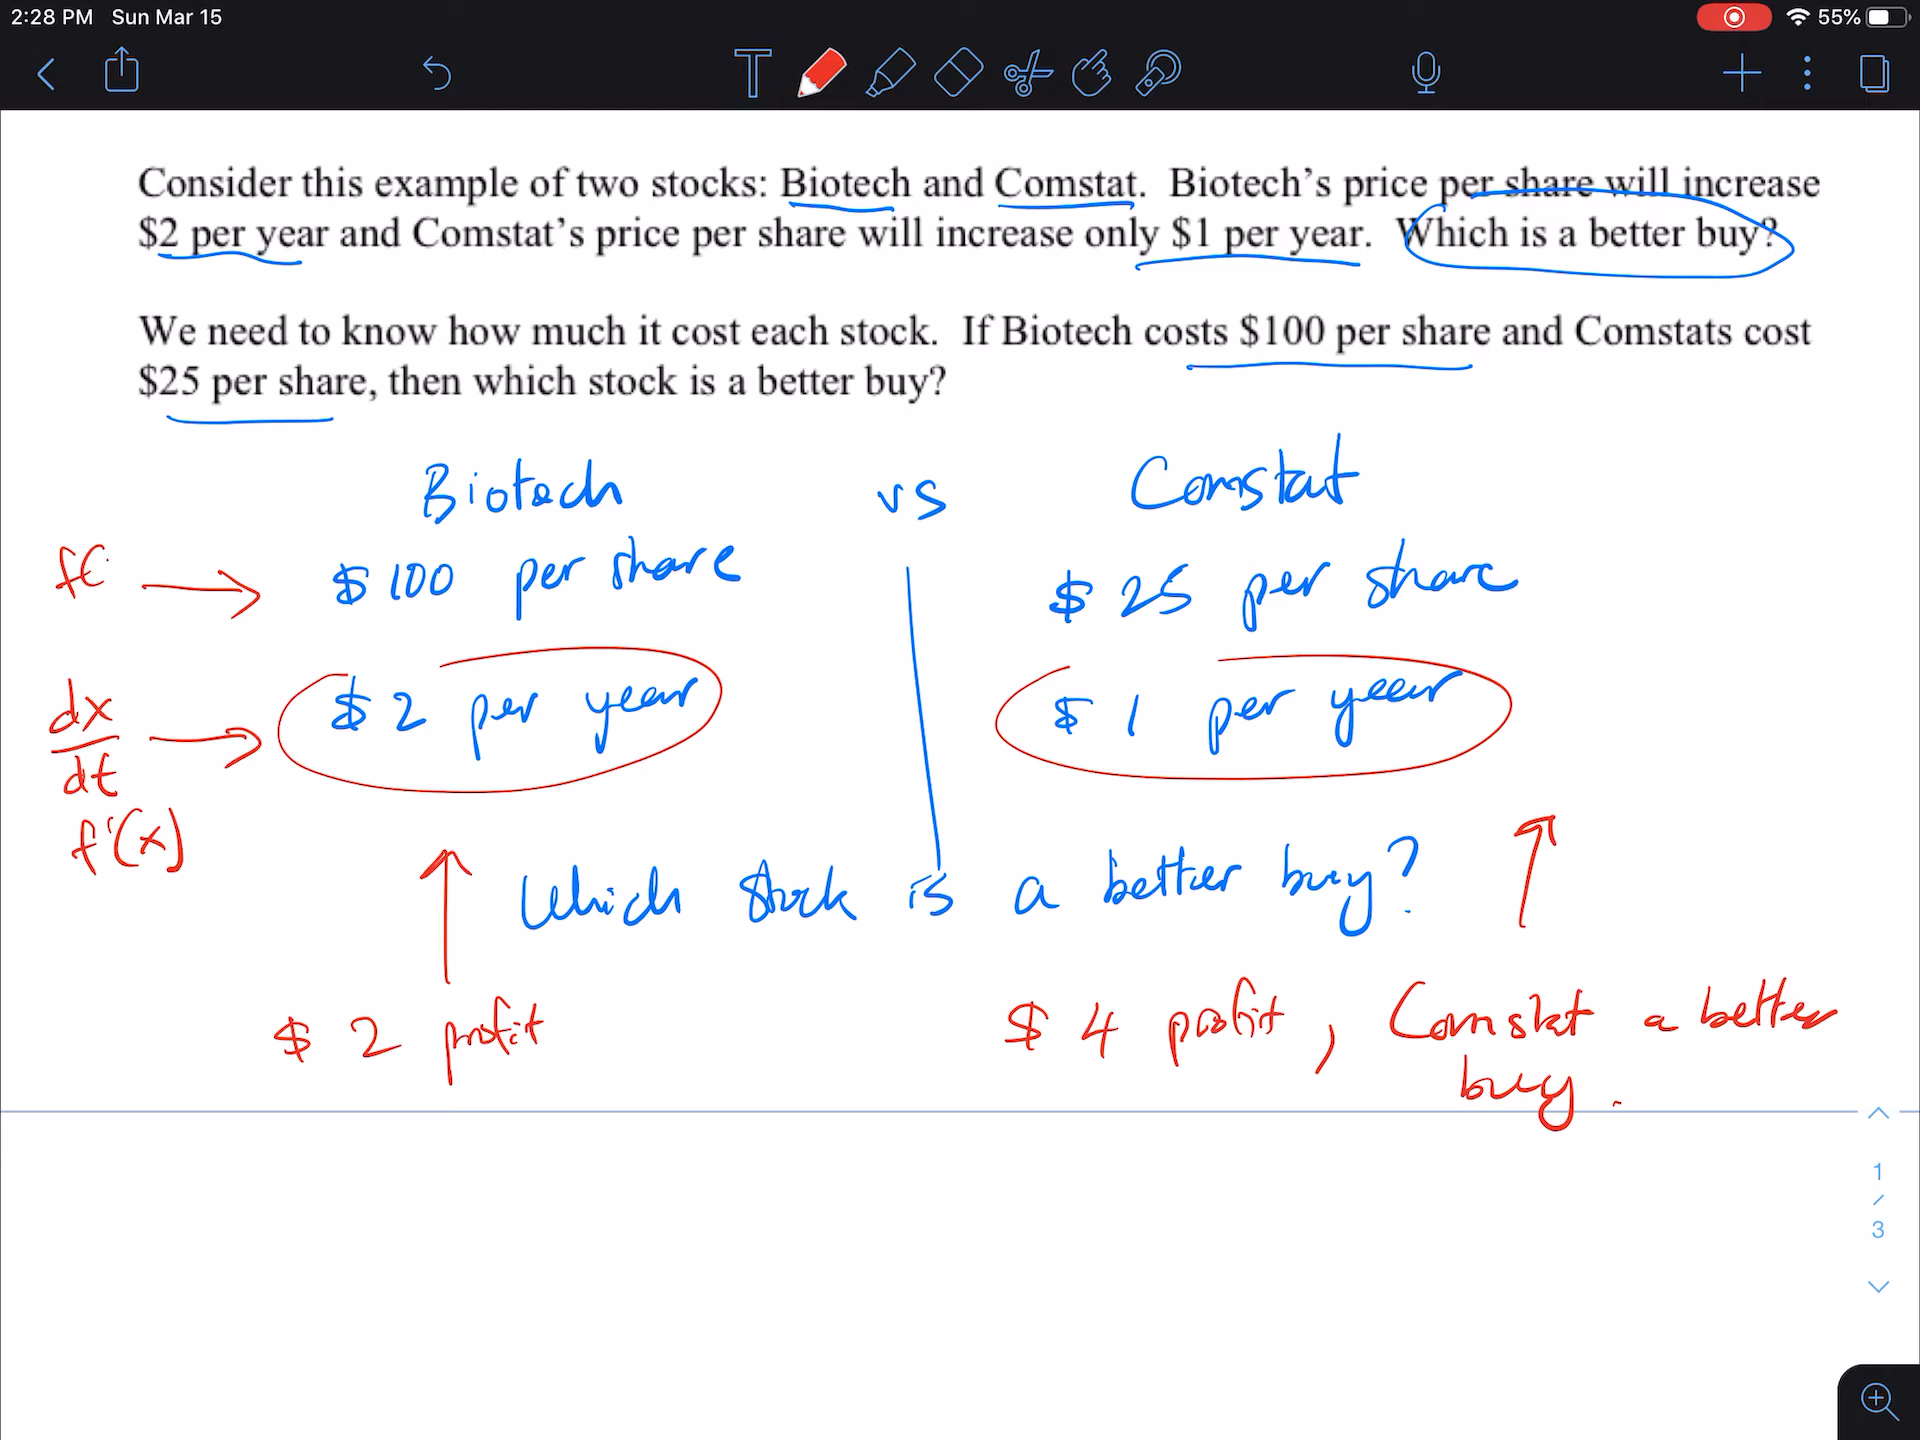 2:28 PM Sun Mar 15
55%
Consider this example of two stocks: Biotech and Comstat. Biotech's price per share will increase
$2 per year and Comstat's price per share will increase only $1 per year. Which is a better buy?
We need to know how much it cost each stock. If Biotech costs $100 per share and Comstats cost
$25 per share, then which stock is a better buy?
Biotech vs Comstat
$100 per share
$25 per share
dx/dt
$2 per year
$1 per year
f'(x)
Which stock is a better buy?
$2 profit
$4 profit, Comstat a better
buy.
1
/
3